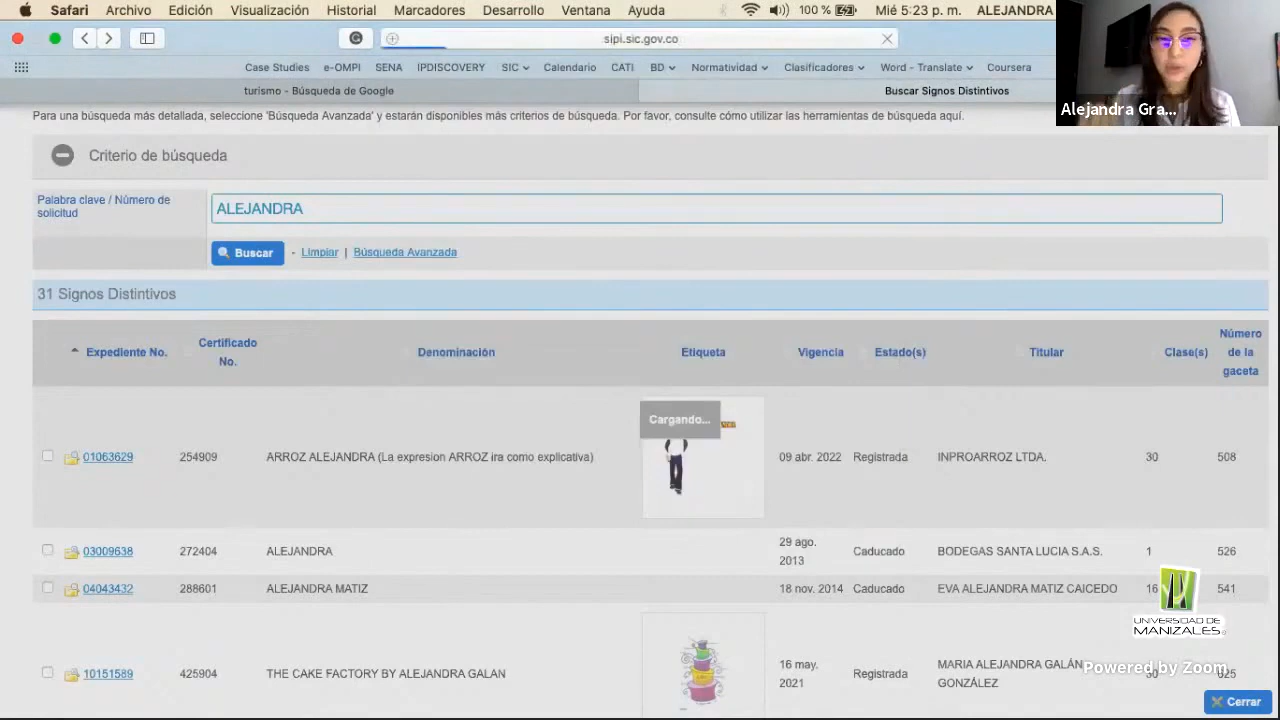 Safari Archivo Edición Visualización Historial Marcadores Desarrollo Ventana Ayuda 100 % Mié 5:23 p. m. ALEJANDRA
sipi.sic.gov.co
Case Studies e-OMPI SENA IPDISCOVERY SIC Calendario CATI BD Normatividad Clasificadores Word - Translate Coursera
turismo - Búsqueda de Google Buscar Signos Distintivos
Alejandra Gra...
Para una búsqueda más detallada, seleccione 'Búsqueda Avanzada' y estarán disponibles más criterios de búsqueda. Por favor, consulte cómo utilizar las herramientas de búsqueda aquí.
Criterio de búsqueda
Palabra clave / Número de
solicitud
ALEJANDRA
Buscar - Limpiar | Búsqueda Avanzada
31 Signos Distintivos
Expediente No. Certificado No. Denominación Etiqueta Vigencia Estado(s) Titular Clase(s) Número de la gaceta
Cargando...
01063629 254909 ARROZ ALEJANDRA (La expresion ARROZ ira como explicativa) 09 abr. 2022 Registrada INPROARROZ LTDA. 30 508
03009638 272404 ALEJANDRA 29 ago. 2013 Caducado BODEGAS SANTA LUCIA S.A.S. 1 526
04043432 288601 ALEJANDRA MATIZ 18 nov. 2014 Caducado EVA ALEJANDRA MATIZ CAICEDO 16 541
10151589 425904 THE CAKE FACTORY BY ALEJANDRA GALAN 16 may. 2021 Registrada MARIA ALEJANDRA GALÁN GONZÁLEZ 30 625
UNIVERSIDAD DE
MANIZALES
Powered by Zoom
Cerrar